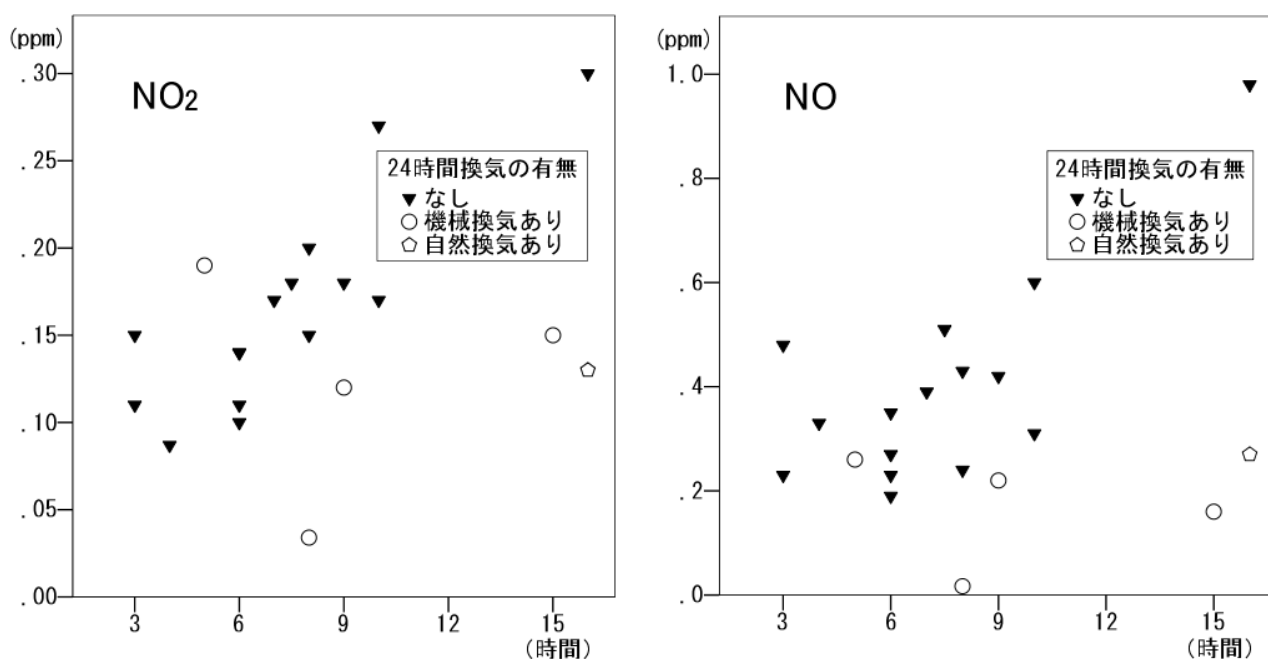 (ppm)
.30
.25
.20
.15
.10
.05
.00
NO₂
24時間換気の有無
▼ なし
○ 機械換気あり
⬠ 自然換気あり
3 6 9 12 15
(時間)
(ppm)
1.0
.8
.6
.4
.2
.0
NO
24時間換気の有無
▼ なし
○ 機械換気あり
⬠ 自然換気あり
3 6 9 12 15
(時間)